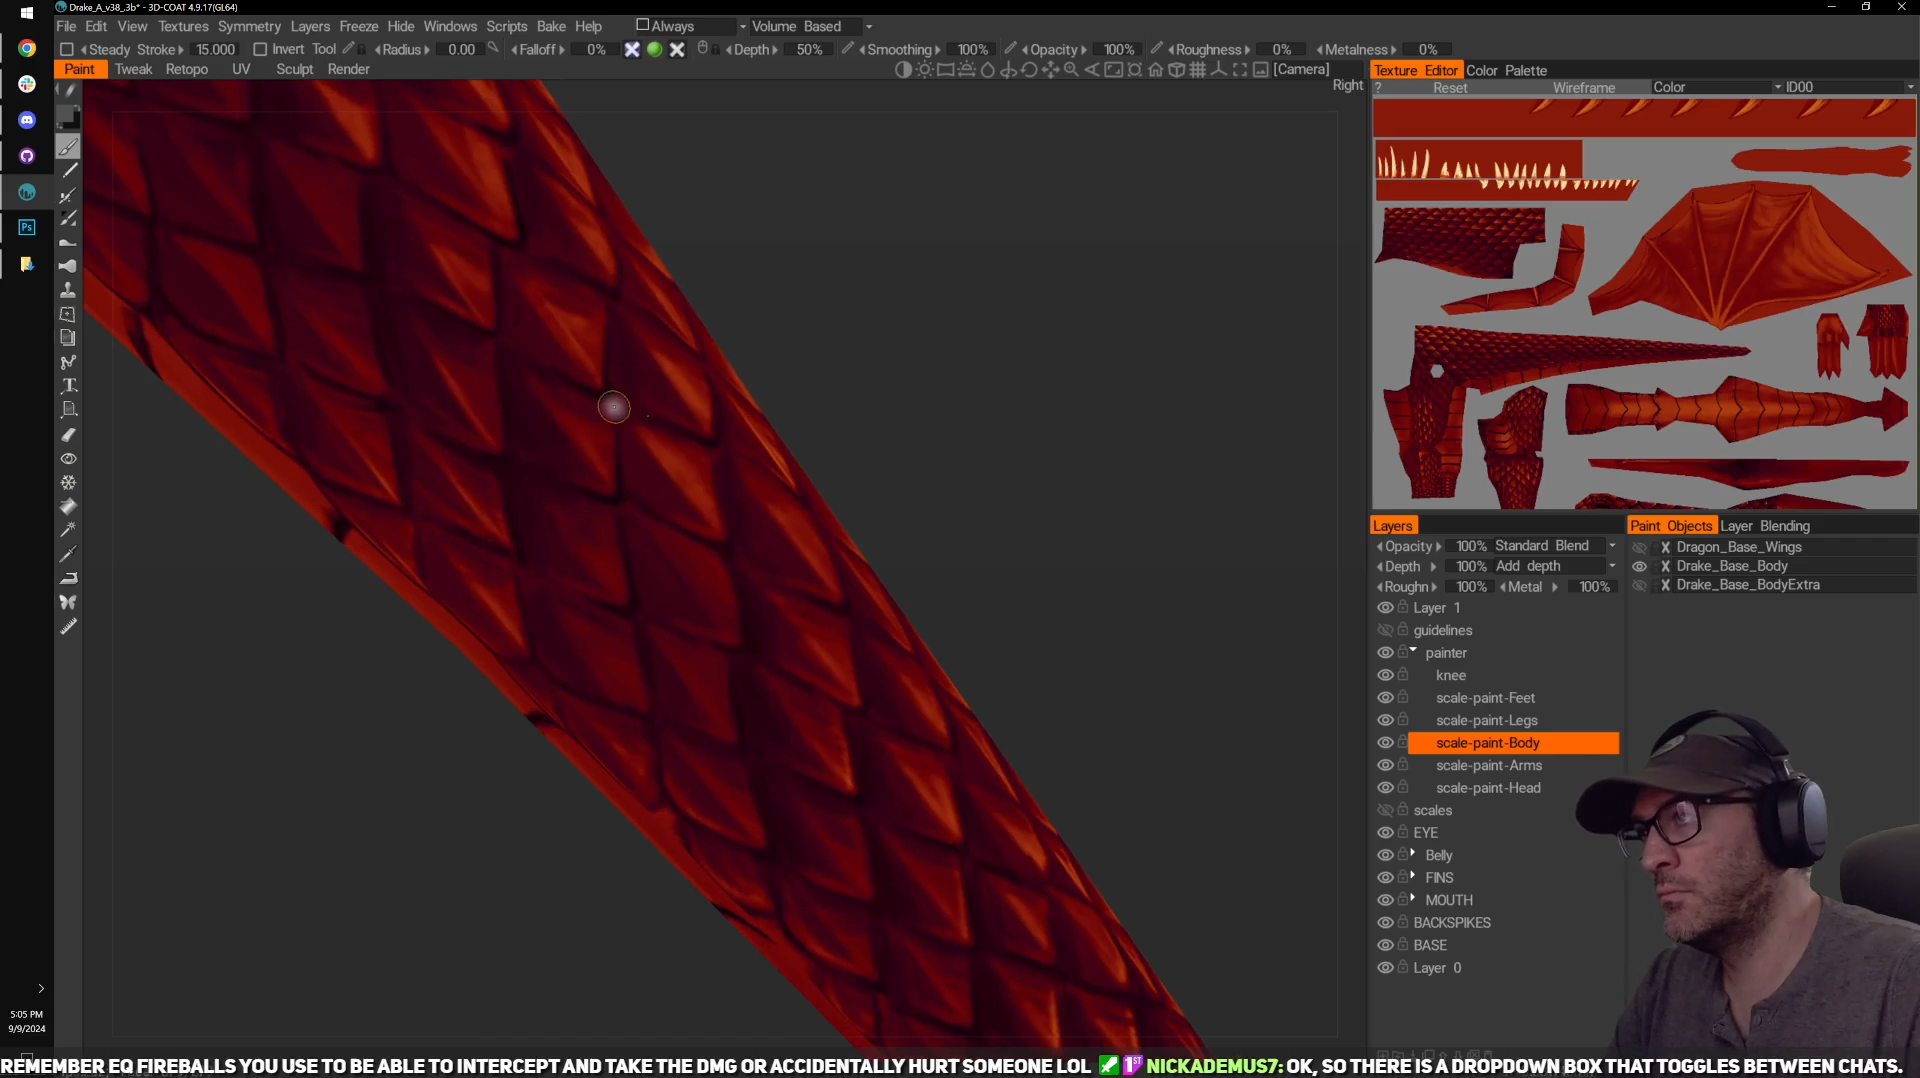 Drake_A_v38_.3b* - 3D-COAT 4.9.17(GL64)
File Edit View Textures Symmetry Layers Freeze Hide Windows Scripts Bake Help Always Volume Based
Steady Stroke 15.000 Invert Tool Radius 0.00 Falloff 0% Depth 50% Smoothing 100% Opacity 100% Roughness 0% Metalness 0%
Paint Tweak Retopo UV Sculpt Render [Camera]
Right
Texture Editor Color Palette
? Reset Wireframe Color ID00
Layers
Opacity 100% Standard Blend
Depth 100% Add depth
Roughn 100% Metal 100%
Layer 1
guidelines
painter
knee
scale-paint-Feet
scale-paint-Legs
scale-paint-Body
scale-paint-Arms
scale-paint-Head
scales
EYE
Belly
FINS
MOUTH
BACKSPIKES
BASE
Layer 0
Paint Objects Layer Blending
Dragon_Base_Wings
Drake_Base_Body
Drake_Base_BodyExtra
Ps
5:05 PM
9/9/2024
REMEMBER EQ FIREBALLS YOU USE TO BE ABLE TO INTERCEPT AND TAKE THE DMG OR ACCIDENTALLY HURT SOMEONE LOL 1ST NICKADEMUS7: OK, SO THERE IS A DROPDOWN BOX THAT TOGGLES BETWEEN CHATS.